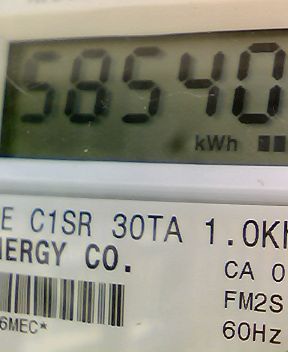 58540
kWh
E C1SR 30TA 1.0K
NERGY CO.
CA 0
FM2S
6MEC*
60Hz